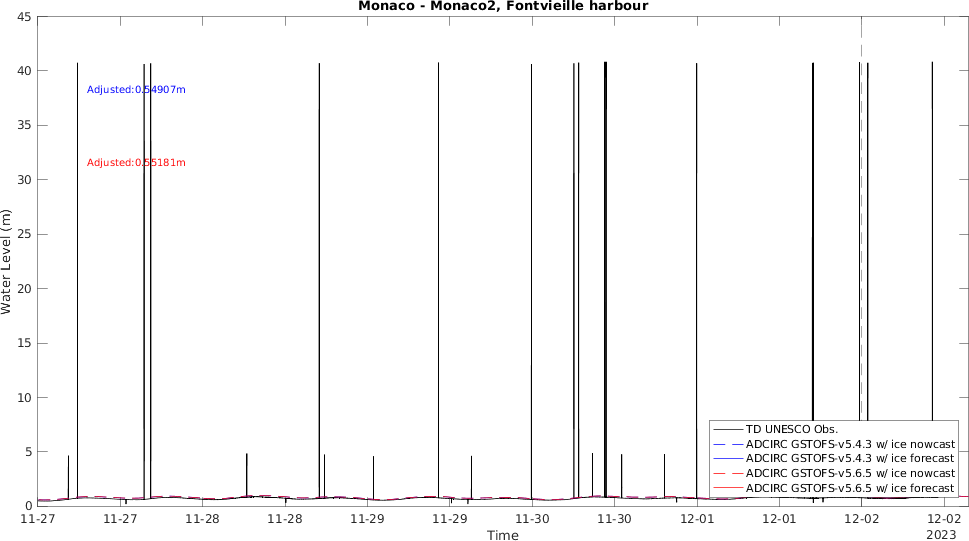 Monaco - Monaco2, Fontvieille harbour
45
40
35
30
25
20
15
10
5
0
Water Level (m)
Adjusted:0.54907m
Adjusted:0.55181m
TD UNESCO Obs.
ADCIRC GSTOFS-v5.4.3 w/ ice nowcast
ADCIRC GSTOFS-v5.4.3 w/ ice forecast
ADCIRC GSTOFS-v5.6.5 w/ ice nowcast
ADCIRC GSTOFS-v5.6.5 w/ ice forecast
11-27 11-27 11-28 11-28 11-29 11-29 11-30 11-30 12-01 12-01 12-02 12-02
2023
Time